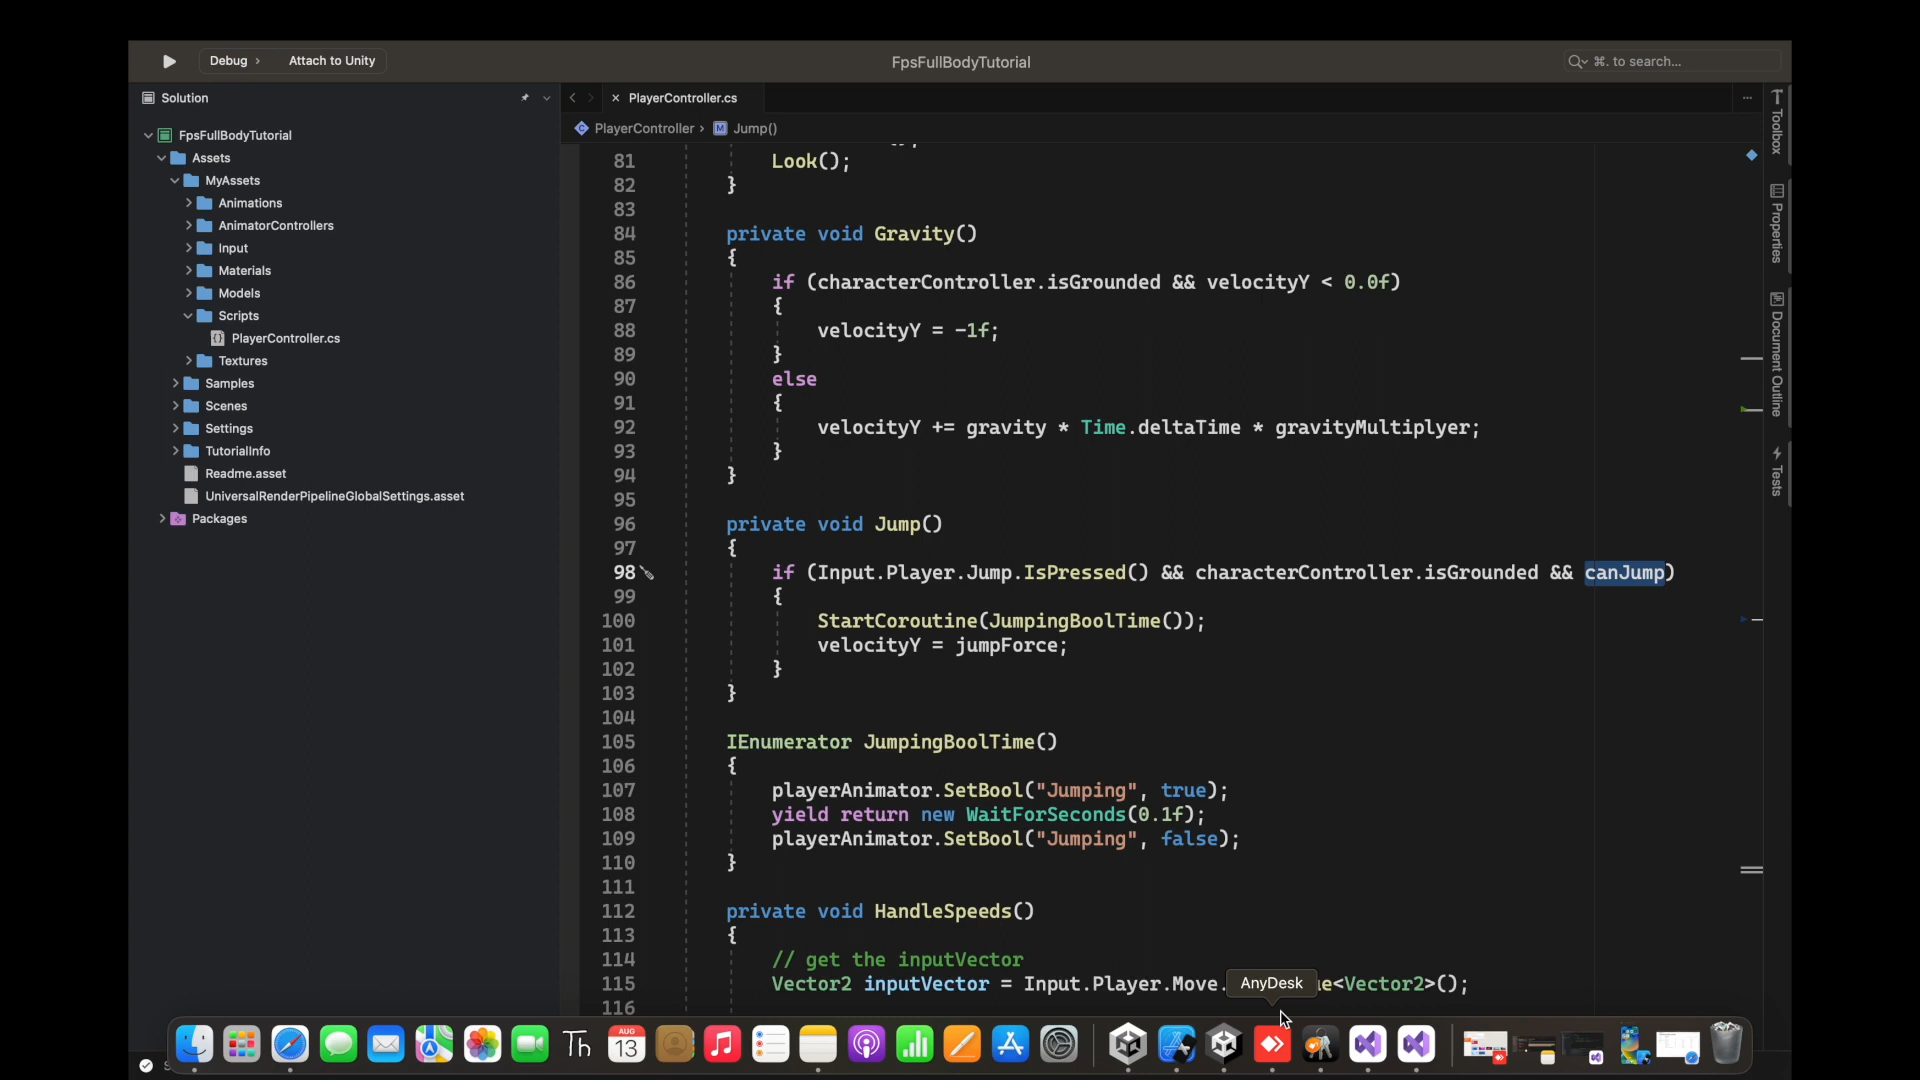 Debug › Attach to Unity
FpsFullBodyTutorial
⌘. to search...
Solution
FpsFullBodyTutorial
Assets
MyAssets
Animations
AnimatorControllers
Input
Materials
Models
Scripts
PlayerController.cs
Textures
Samples
Scenes
Settings
TutorialInfo
Readme.asset
UniversalRenderPipelineGlobalSettings.asset
Packages
PlayerController.cs
PlayerController › M Jump()
81 Look();
82 }
83
84 private void Gravity()
85 {
86 if (characterController.isGrounded && velocityY < 0.0f)
87 {
88 velocityY = -1f;
89 }
90 else
91 {
92 velocityY += gravity * Time.deltaTime * gravityMultiplyer;
93 }
94 }
95
96 private void Jump()
97 {
98 if (Input.Player.Jump.IsPressed() && characterController.isGrounded && canJump)
99 {
100 StartCoroutine(JumpingBoolTime());
101 velocityY = jumpForce;
102 }
103 }
104
105 IEnumerator JumpingBoolTime()
106 {
107 playerAnimator.SetBool("Jumping", true);
108 yield return new WaitForSeconds(0.1f);
109 playerAnimator.SetBool("Jumping", false);
110 }
111
112 private void HandleSpeeds()
113 {
114 // get the inputVector
115 Vector2 inputVector = Input.Player.Move. e<Vector2>();
116
AnyDesk
Toolbox
Properties
Document Outline
Tests
Th
AUG
13